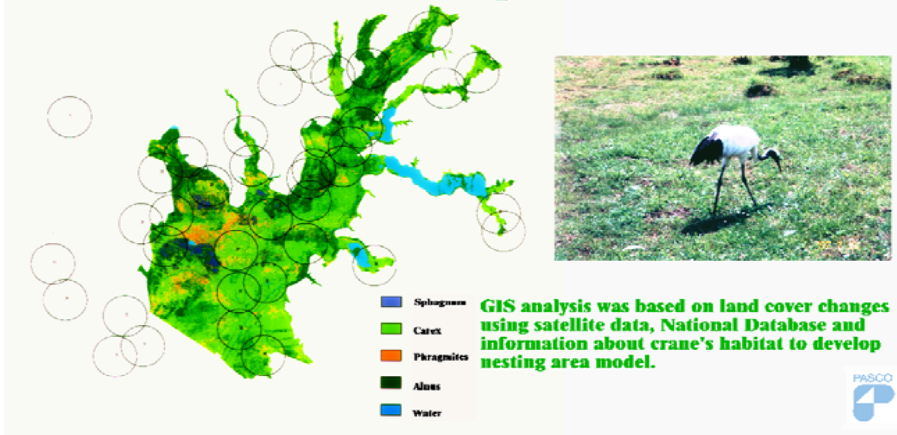 Sphagnum
Carex
Phragmites
Alnus
Water
GIS analysis was based on land cover changes
using satellite data, National Database and
information about crane's habitat to develop
nesting area model.
PASCO